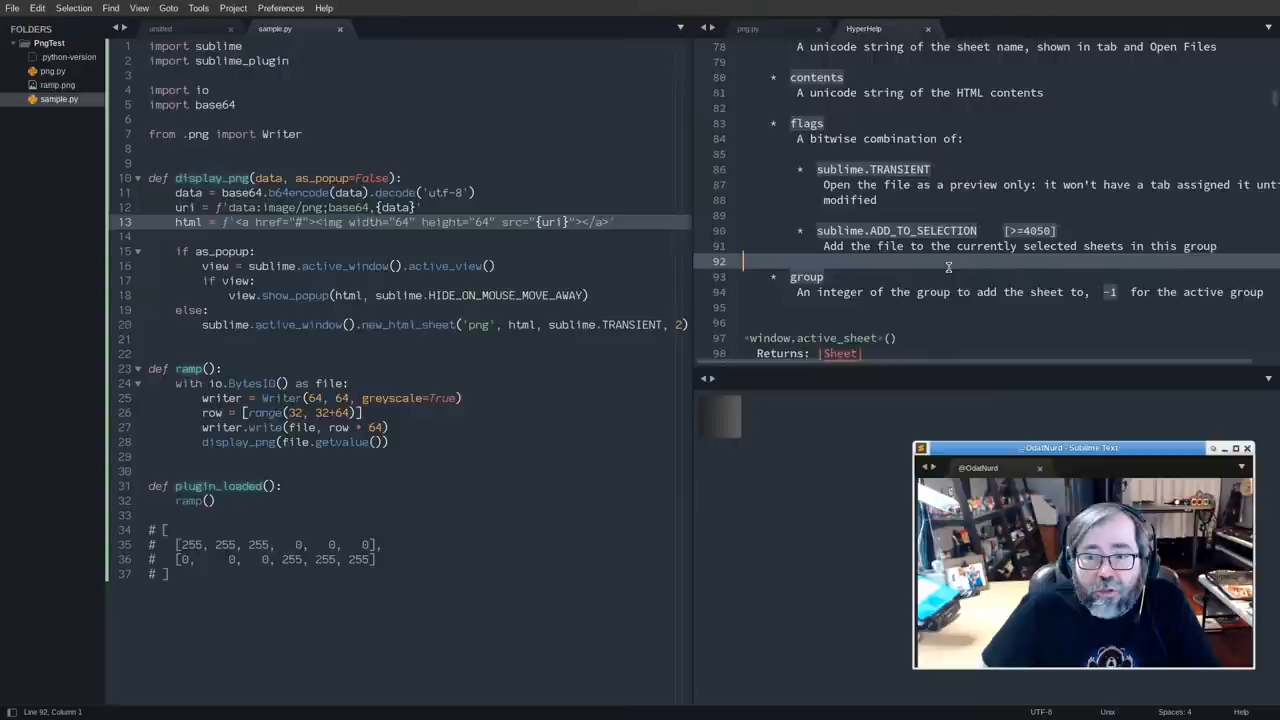 File Edit Selection Find View Goto Tools Project Preferences Help
FOLDERS
PngTest
.python-version
png.py
ramp.png
sample.py
untitled
sample.py
1 import sublime
2 import sublime_plugin
3
4 import io
5 import base64
6
7 from .png import Writer
8
9
10 def display_png(data, as_popup=False):
11 data = base64.b64encode(data).decode('utf-8')
12 uri = f'data:image/png;base64,{data}'
13 html = f'<a href="#"><img width="64" height="64" src="{uri}"></a>'
14
15 if as_popup:
16 view = sublime.active_window().active_view()
17 if view:
18 view.show_popup(html, sublime.HIDE_ON_MOUSE_MOVE_AWAY)
19 else:
20 sublime.active_window().new_html_sheet('png', html, sublime.TRANSIENT, 2)
21
22
23 def ramp():
24 with io.BytesIO() as file:
25 writer = Writer(64, 64, greyscale=True)
26 row = [range(32, 32+64)]
27 writer.write(file, row * 64)
28 display_png(file.getvalue())
29
30
31 def plugin_loaded():
32 ramp()
33
34 # [
35 # [255, 255, 255, 0, 0, 0],
36 # [0, 0, 0, 255, 255, 255]
37 # ]
png.py
HyperHelp
78 A unicode string of the sheet name, shown in tab and Open Files
79
80 * contents
81 A unicode string of the HTML contents
82
83 * flags
84 A bitwise combination of:
85
86 * sublime.TRANSIENT
87 Open the file as a preview only: it won't have a tab assigned it unti
88 modified
89
90 * sublime.ADD_TO_SELECTION [>=4050]
91 Add the file to the currently selected sheets in this group
92
93 * group
94 An integer of the group to add the sheet to, -1 for the active group
95
96
97 *window.active_sheet*()
98 Returns: |Sheet|
@OdatNurd - Sublime Text
@OdatNurd
Line 92, Column 1
UTF-8
Unix
Spaces: 4
Help